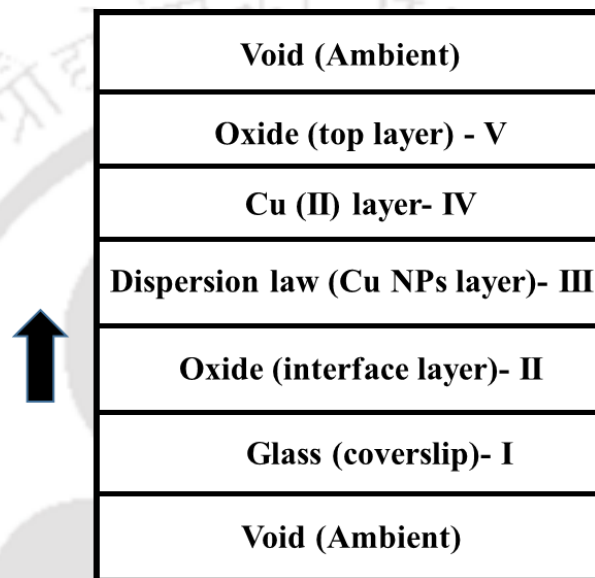 Void (Ambient)
Oxide (top layer) - V
Cu (II) layer- IV
Dispersion law (Cu NPs layer)- III
Oxide (interface layer)- II
Glass (coverslip)- I
Void (Ambient)